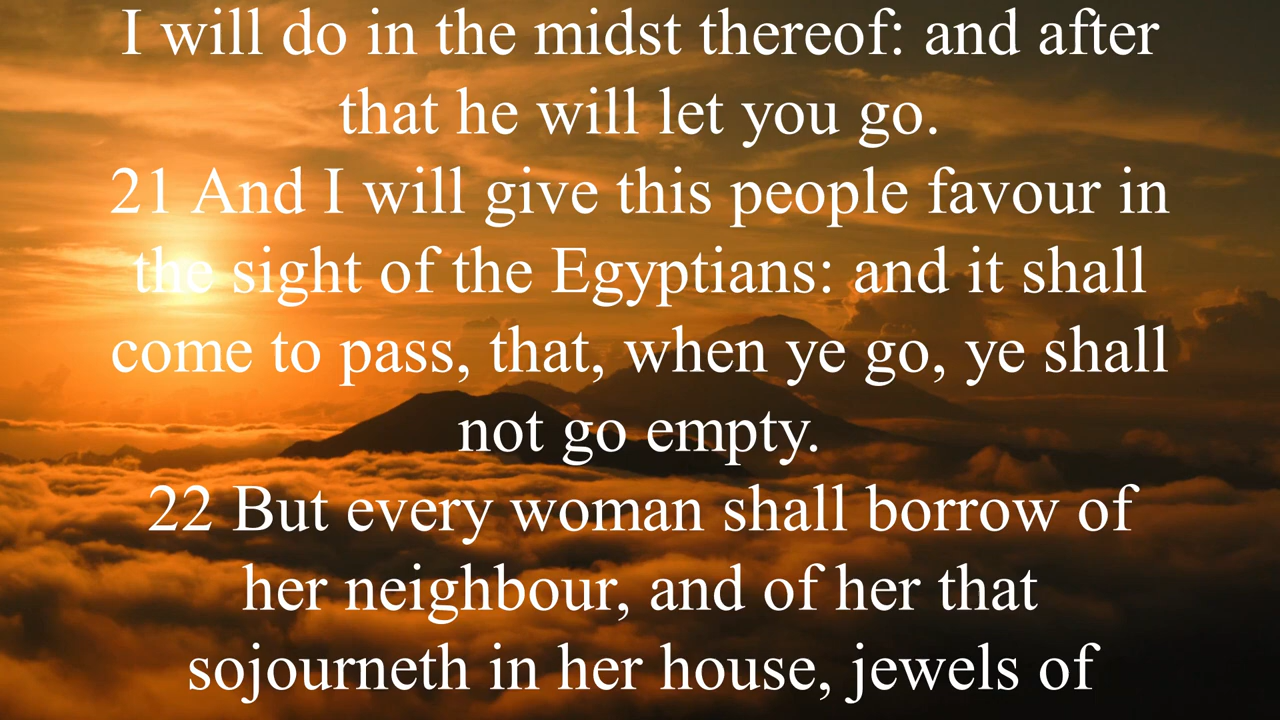 I will do in the midst thereof: and after
that he will let you go.
21 And I will give this people favour in
the sight of the Egyptians: and it shall
come to pass, that, when ye go, ye shall
not go empty.
22 But every woman shall borrow of
her neighbour, and of her that
sojourneth in her house, jewels of